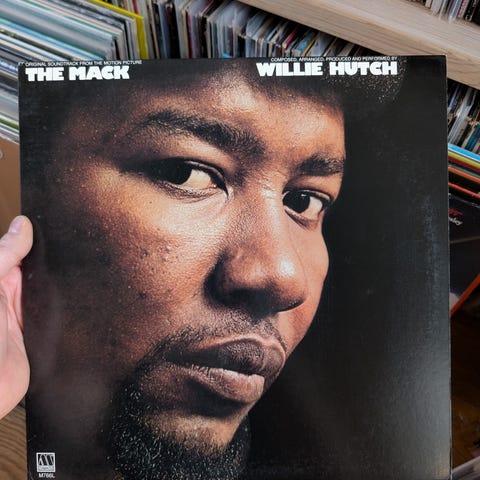 ORIGINAL SOUNDTRACK FROM THE MOTION PICTURE
THE MACK
COMPOSED, ARRANGED, PRODUCED AND PERFORMED BY
WILLIE HUTCH
M766L